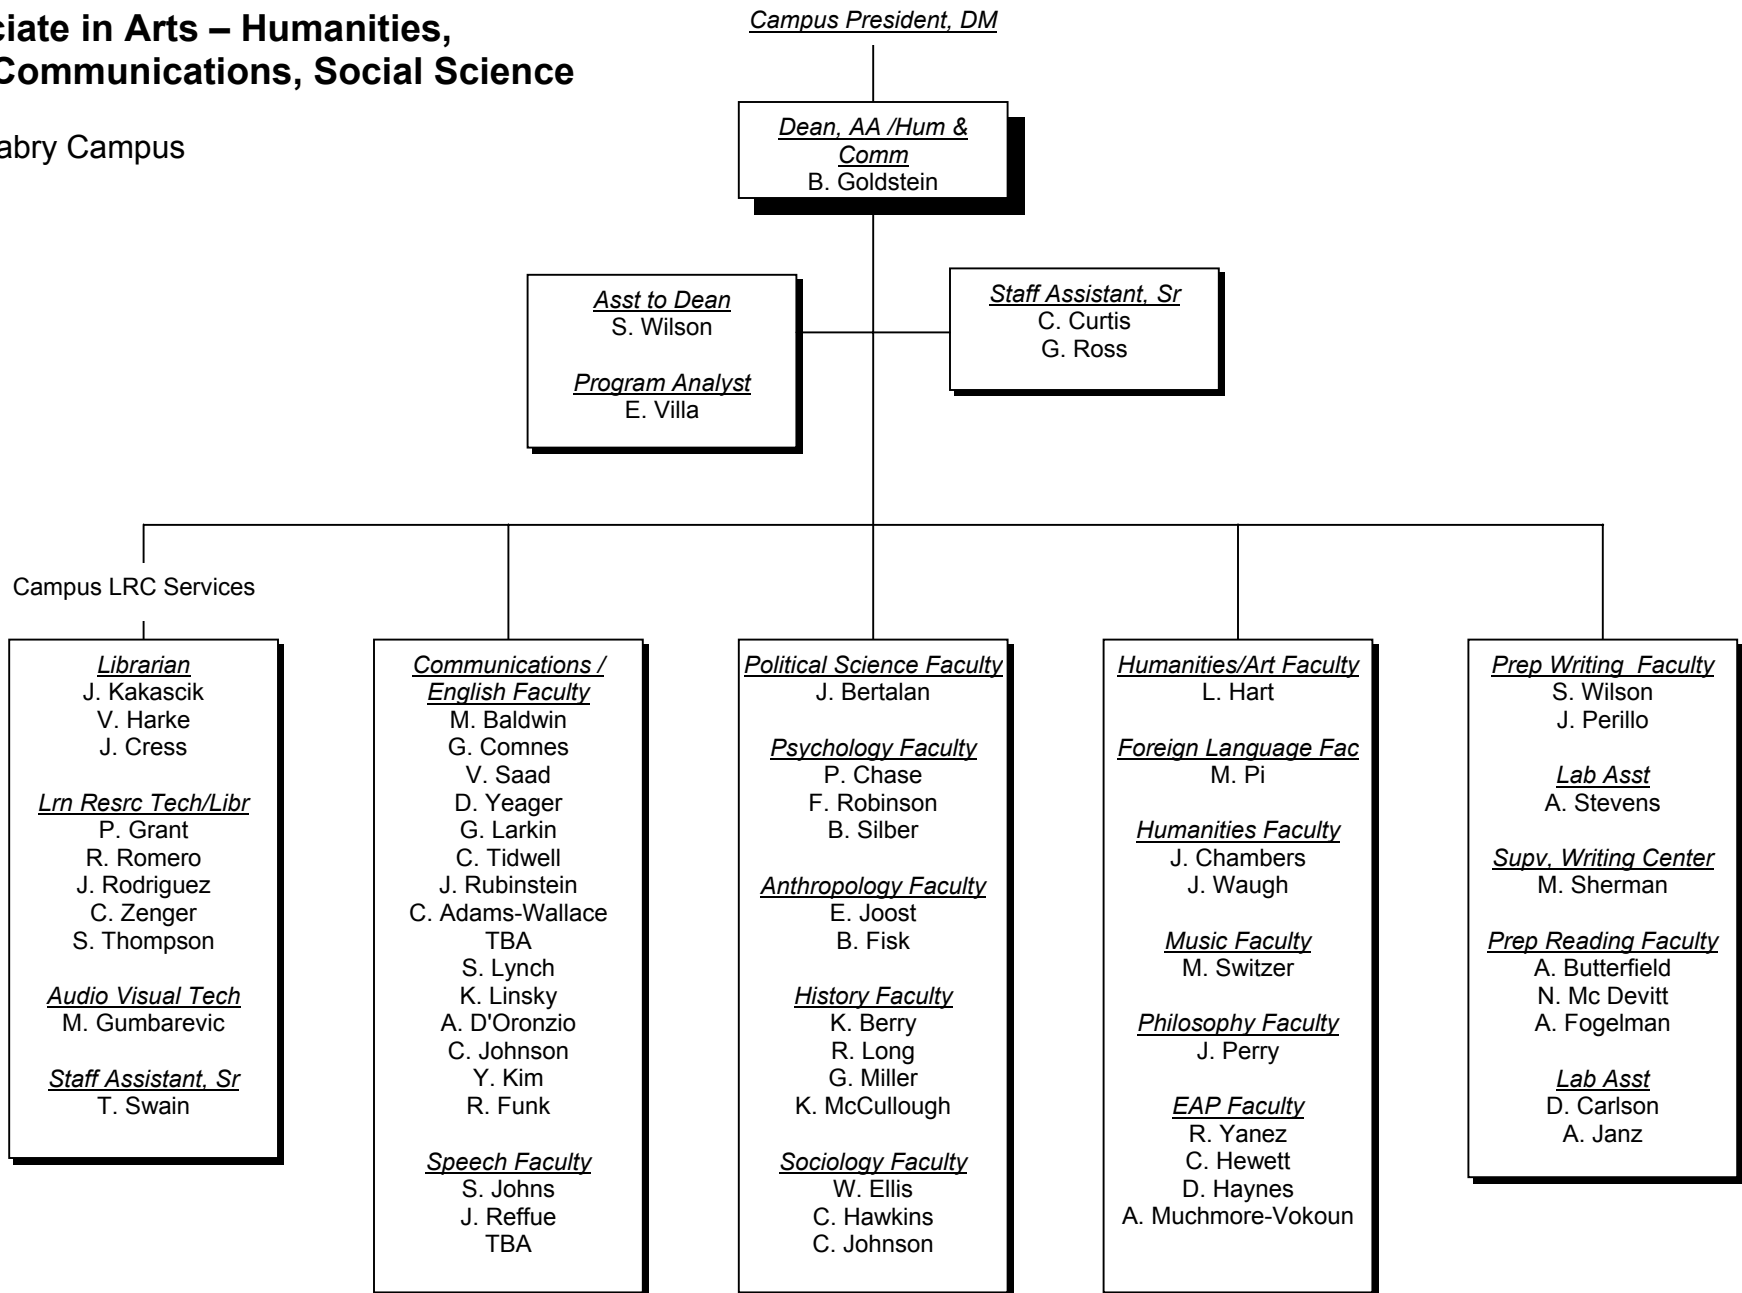 ciate in Arts – Humanities,
Communications, Social Science
abry Campus
Campus President, DM
Dean, AA /Hum &
Comm
B. Goldstein
Asst to Dean
S. Wilson
Program Analyst
E. Villa
Staff Assistant, Sr
C. Curtis
G. Ross
Campus LRC Services
Librarian
J. Kakascik
V. Harke
J. Cress
Lrn Resrc Tech/Libr
P. Grant
R. Romero
J. Rodriguez
C. Zenger
S. Thompson
Audio Visual Tech
M. Gumbarevic
Staff Assistant, Sr
T. Swain
Communications /
English Faculty
M. Baldwin
G. Comnes
V. Saad
D. Yeager
G. Larkin
C. Tidwell
J. Rubinstein
C. Adams-Wallace
TBA
S. Lynch
K. Linsky
A. D'Oronzio
C. Johnson
Y. Kim
R. Funk
Speech Faculty
S. Johns
J. Reffue
TBA
Political Science Faculty
J. Bertalan
Psychology Faculty
P. Chase
F. Robinson
B. Silber
Anthropology Faculty
E. Joost
B. Fisk
History Faculty
K. Berry
R. Long
G. Miller
K. McCullough
Sociology Faculty
W. Ellis
C. Hawkins
C. Johnson
Humanities/Art Faculty
L. Hart
Foreign Language Fac
M. Pi
Humanities Faculty
J. Chambers
J. Waugh
Music Faculty
M. Switzer
Philosophy Faculty
J. Perry
EAP Faculty
R. Yanez
C. Hewett
D. Haynes
A. Muchmore-Vokoun
Prep Writing  Faculty
S. Wilson
J. Perillo
Lab Asst
A. Stevens
Supv, Writing Center
M. Sherman
Prep Reading Faculty
A. Butterfield
N. Mc Devitt
A. Fogelman
Lab Asst
D. Carlson
A. Janz